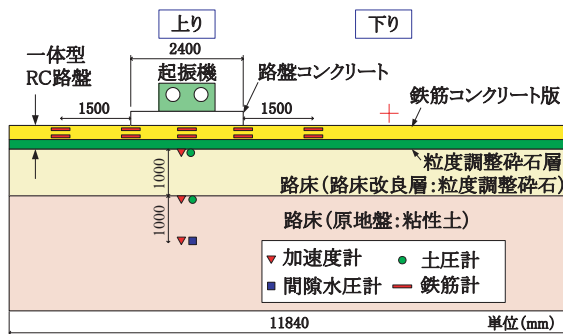 上り
下り
2400
一体型
RC路盤
起振機
路盤コンクリート
1500
1500
鉄筋コンクリート版
粒度調整砕石層
1000
路床(路床改良層:粒度調整砕石)
1000
路床(原地盤:粘性土)
加速度計
土圧計
間隙水圧計
鉄筋計
11840
単位(mm)